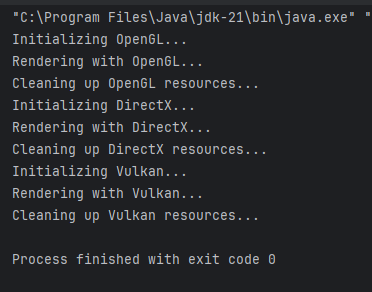 "C:\Program Files\Java\jdk-21\bin\java.exe" "
Initializing OpenGL...
Rendering with OpenGL...
Cleaning up OpenGL resources...
Initializing DirectX...
Rendering with DirectX...
Cleaning up DirectX resources...
Initializing Vulkan...
Rendering with Vulkan...
Cleaning up Vulkan resources...
Process finished with exit code 0